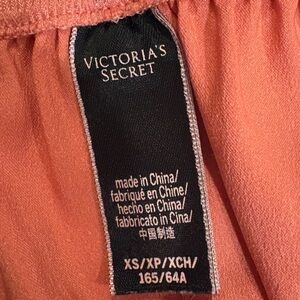 VICTORIA'S
SECRET
made in China/
fabriqué en Chine/
hecho en China/
fabbricato in Cina/
中国制造
XS/XP/XCH/
165/64A